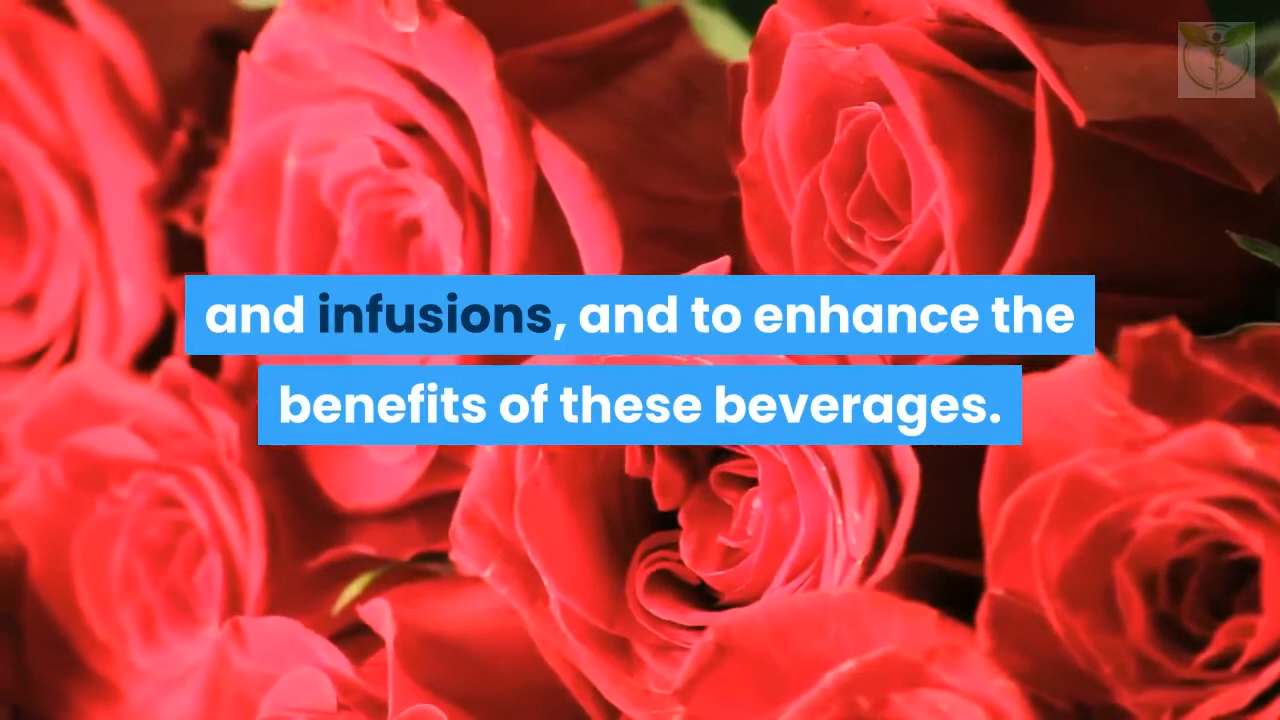 and infusions, and to enhance the
benefits of these beverages.